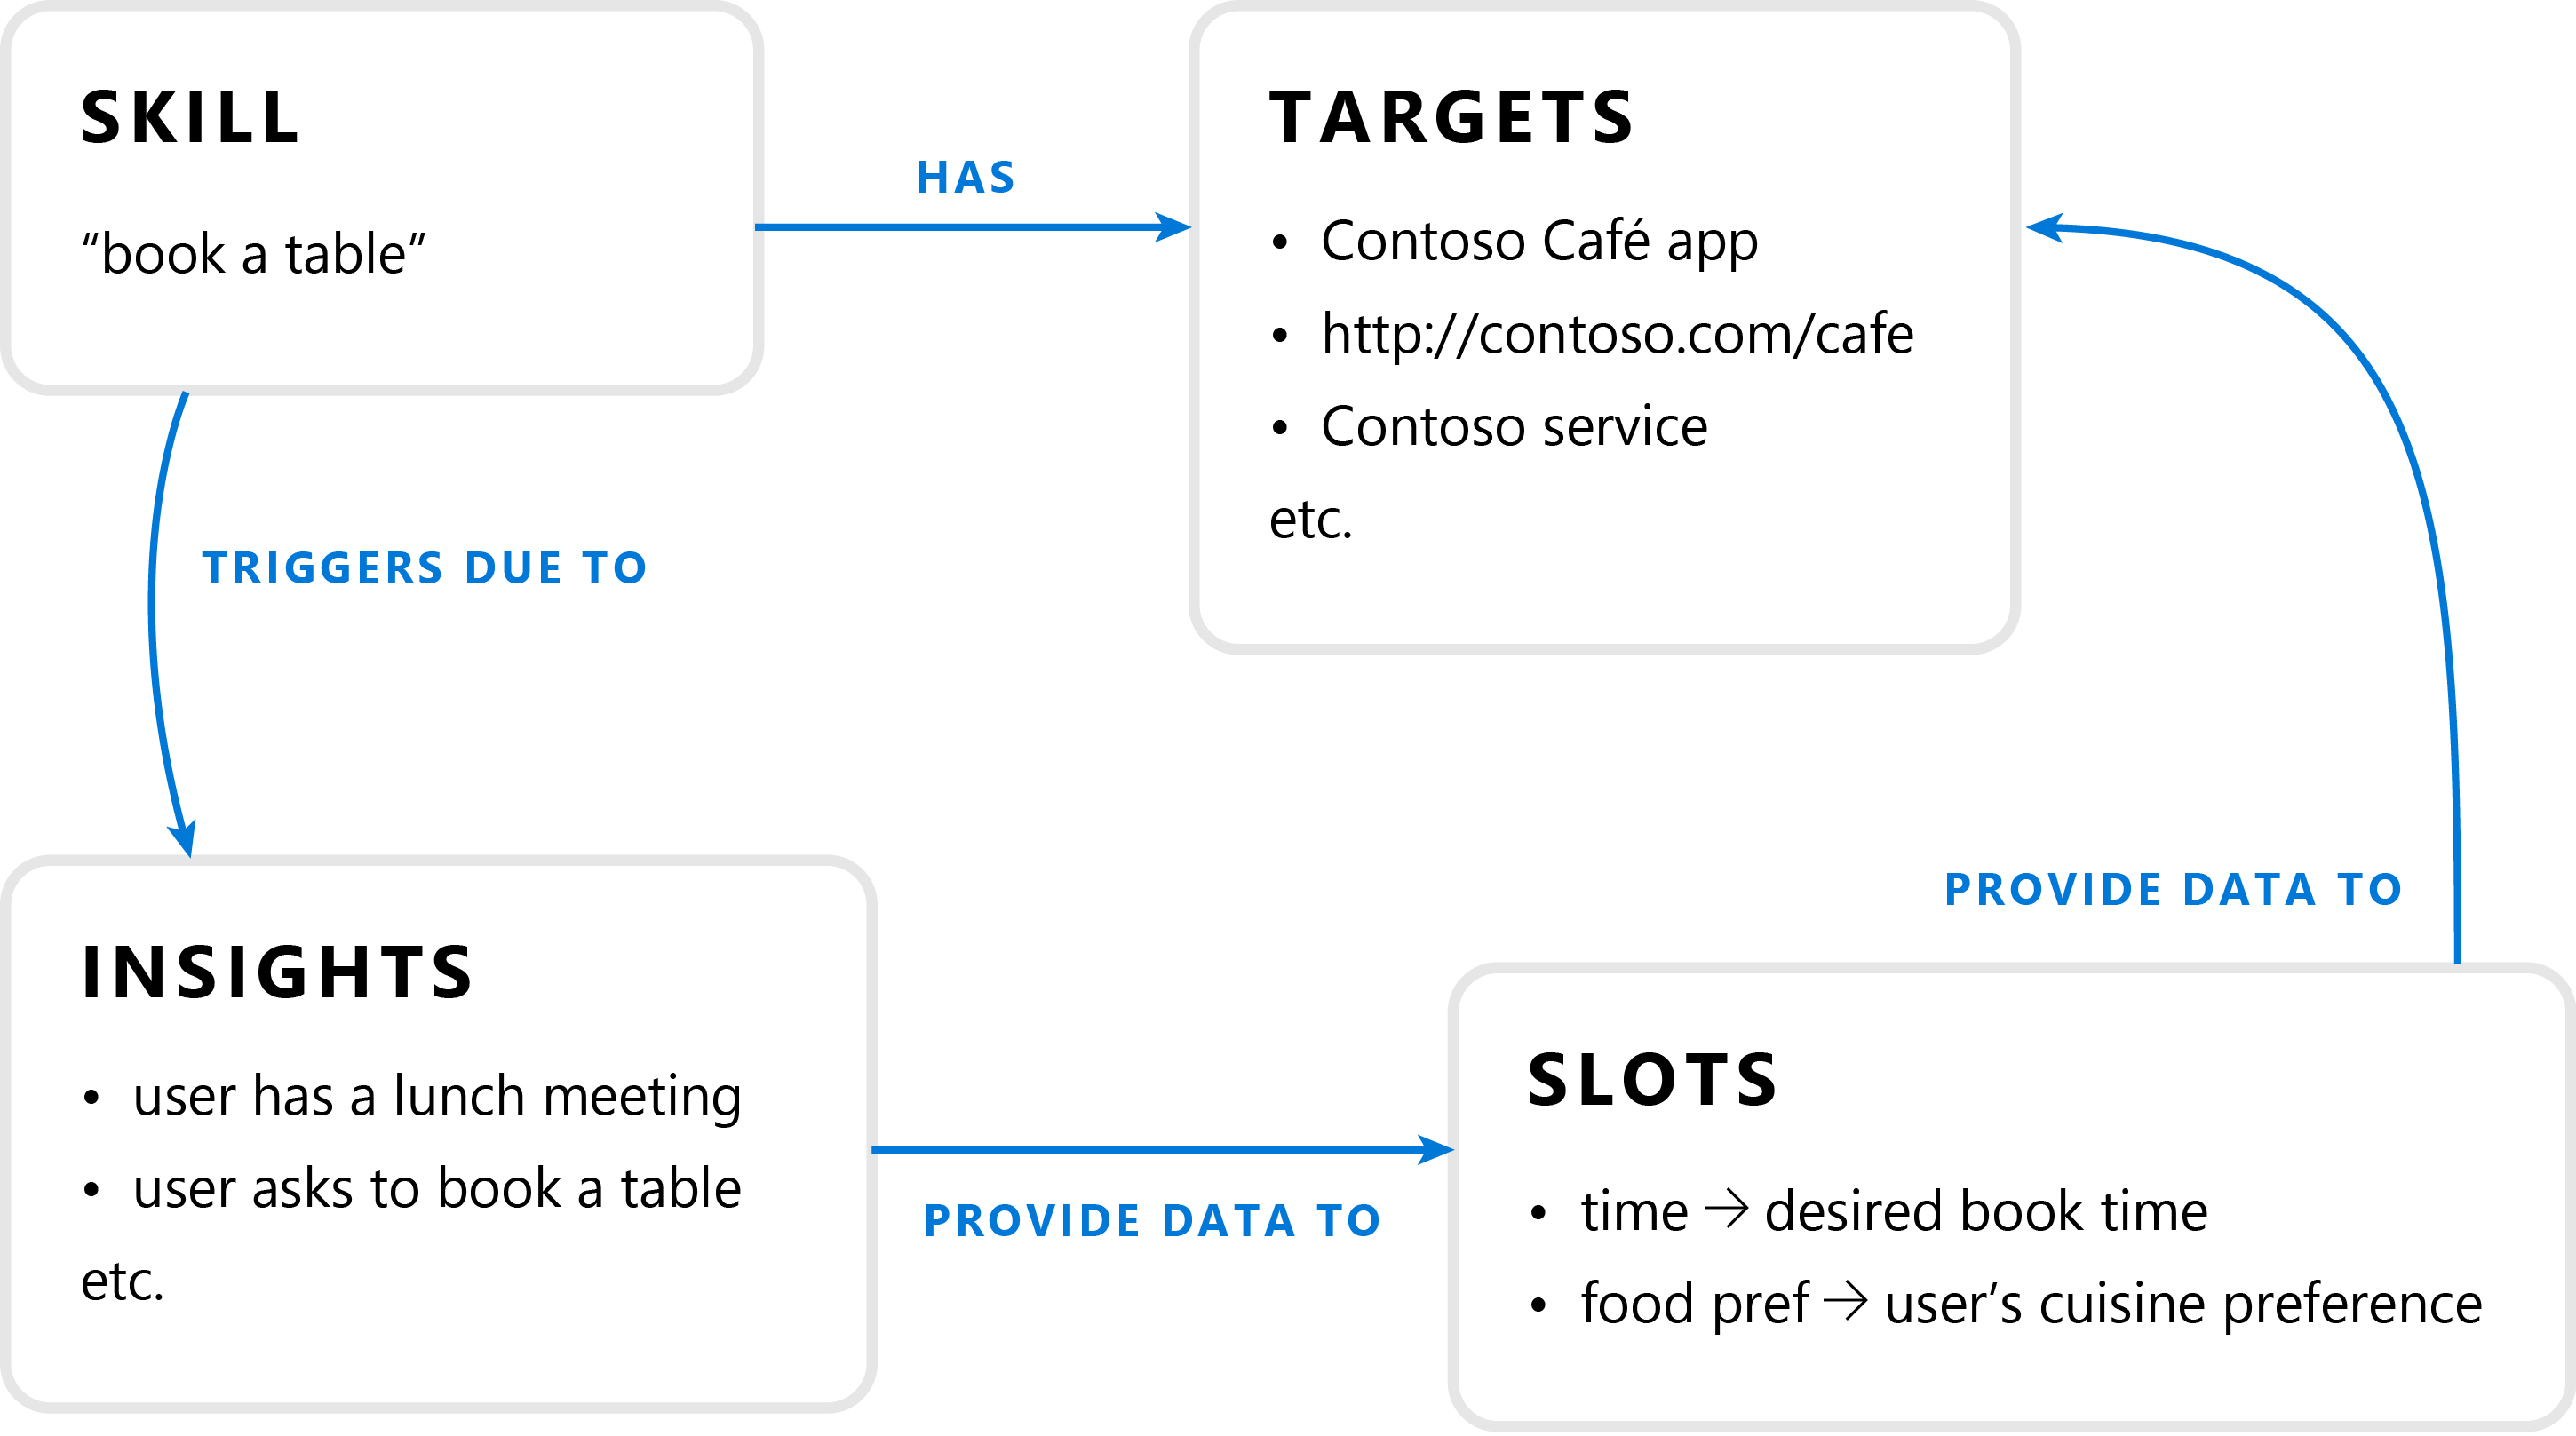 SKILL
“book a table”
HAS
TARGETS
• Contoso Café app
• http://contoso.com/cafe
• Contoso service
etc.
TRIGGERS DUE TO
INSIGHTS
• user has a lunch meeting
• user asks to book a table
etc.
PROVIDE DATA TO
SLOTS
• time → desired book time
• food pref → user’s cuisine preference
PROVIDE DATA TO